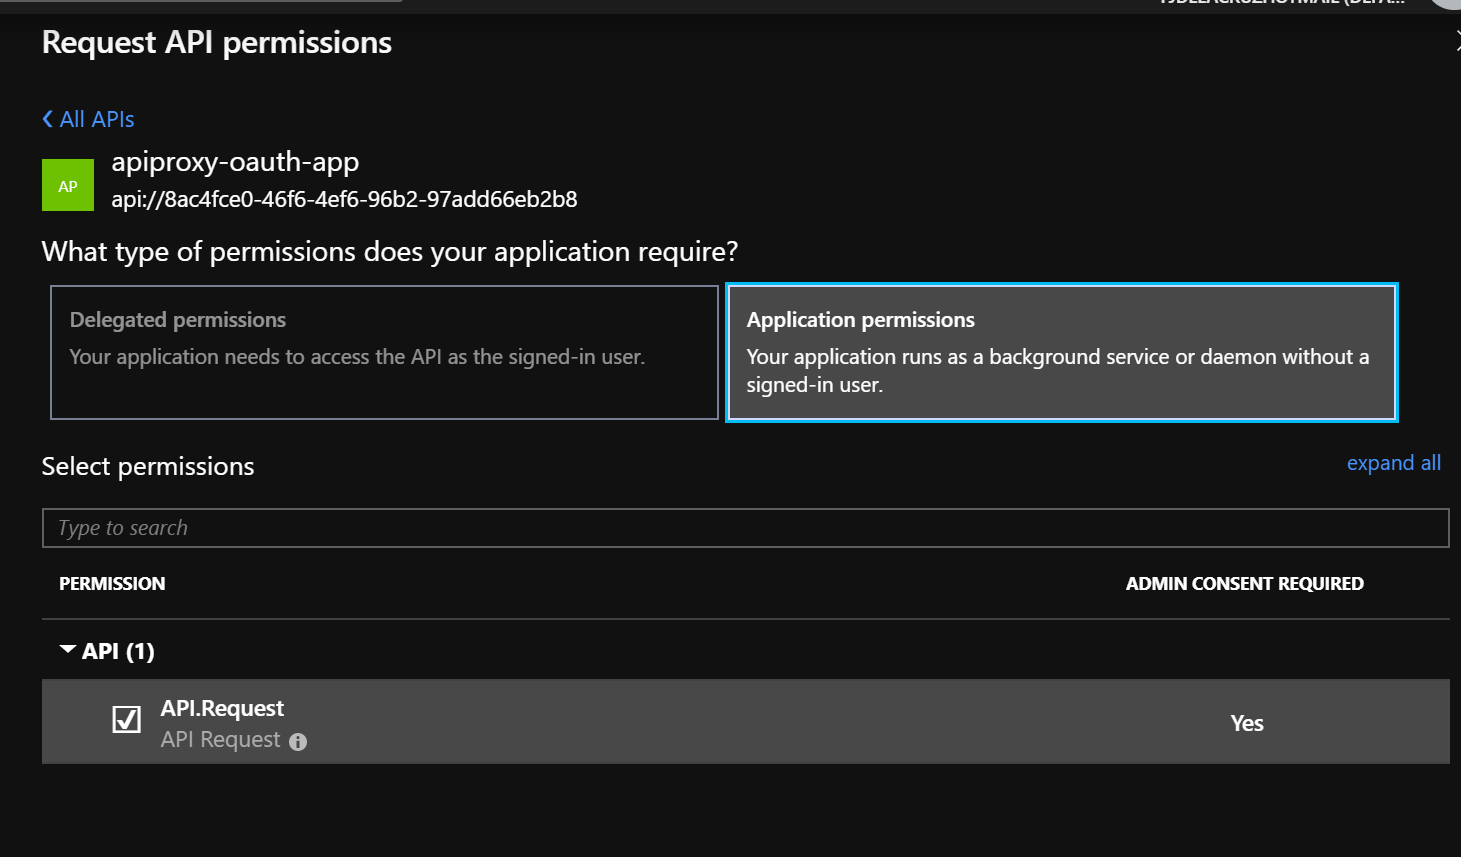 Request API permissions
All APIs
AP
apiproxy-oauth-app
api://8ac4fce0-46f6-4ef6-96b2-97add66eb2b8
What type of permissions does your application require?
Delegated permissions
Your application needs to access the API as the signed-in user.
Application permissions
Your application runs as a background service or daemon without a
signed-in user.
Select permissions
expand all
Type to search
PERMISSION
ADMIN CONSENT REQUIRED
API (1)
API.Request
API Request
Yes